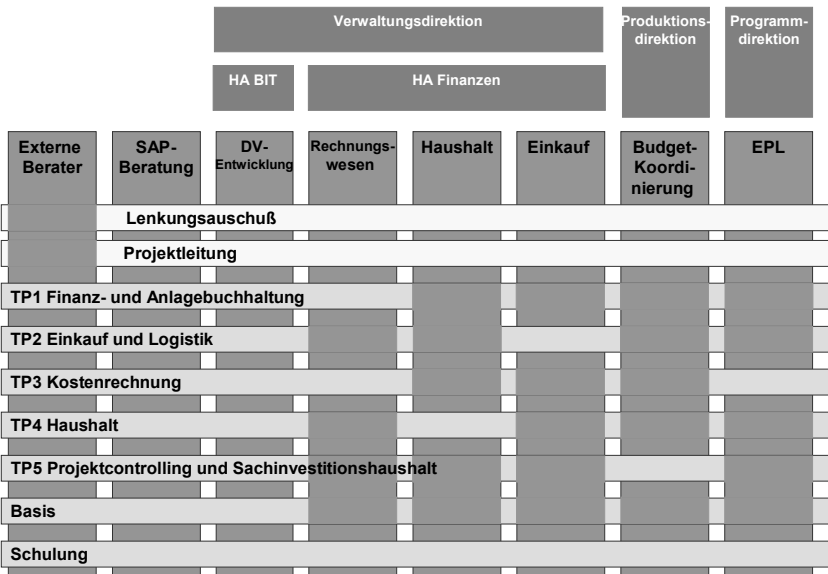 Verwaltungsdirektion
Produktions-
direktion
Programm-
direktion
HA BIT
HA Finanzen
Externe
Berater
SAP-
Beratung
DV-
Entwicklung
Rechnungs-
wesen
Haushalt
Einkauf
Budget-
Koordi-
nierung
EPL
Lenkungsauschuß
Projektleitung
TP1 Finanz- und Anlagebuchhaltung
TP2 Einkauf und Logistik
TP3 Kostenrechnung
TP4 Haushalt
TP5 Projektcontrolling und Sachinvestitionshaushalt
Basis
Schulung